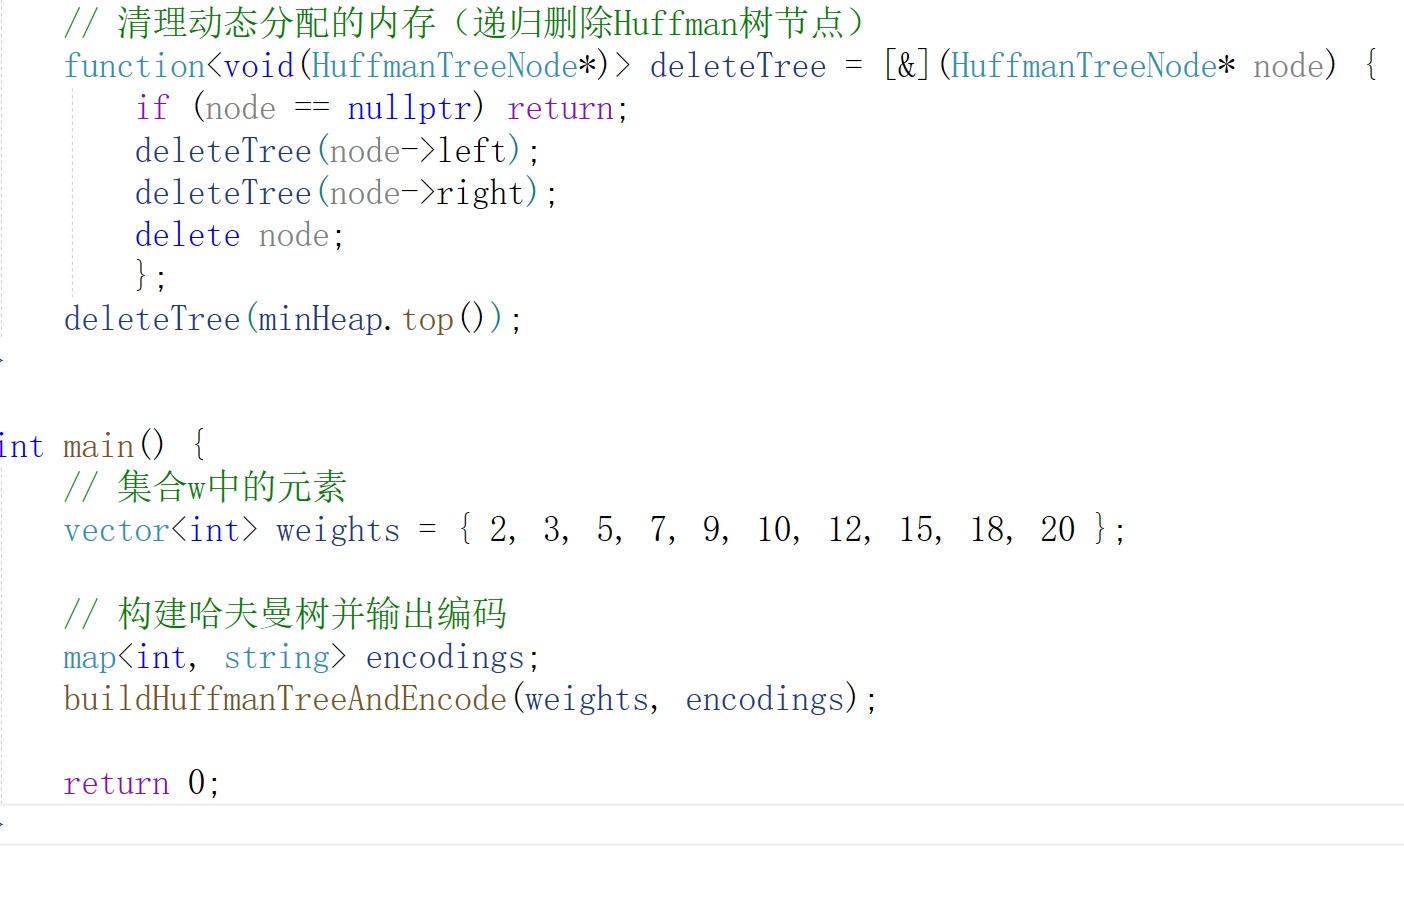 // 清理动态分配的内存（递归删除Huffman树节点）
function<void(HuffmanTreeNode*)> deleteTree = [&](HuffmanTreeNode* node) {
if (node == nullptr) return;
deleteTree(node->left);
deleteTree(node->right);
delete node;
};
deleteTree(minHeap.top());
int main() {
// 集合w中的元素
vector<int> weights = { 2, 3, 5, 7, 9, 10, 12, 15, 18, 20 };
// 构建哈夫曼树并输出编码
map<int, string> encodings;
buildHuffmanTreeAndEncode(weights, encodings);
return 0;